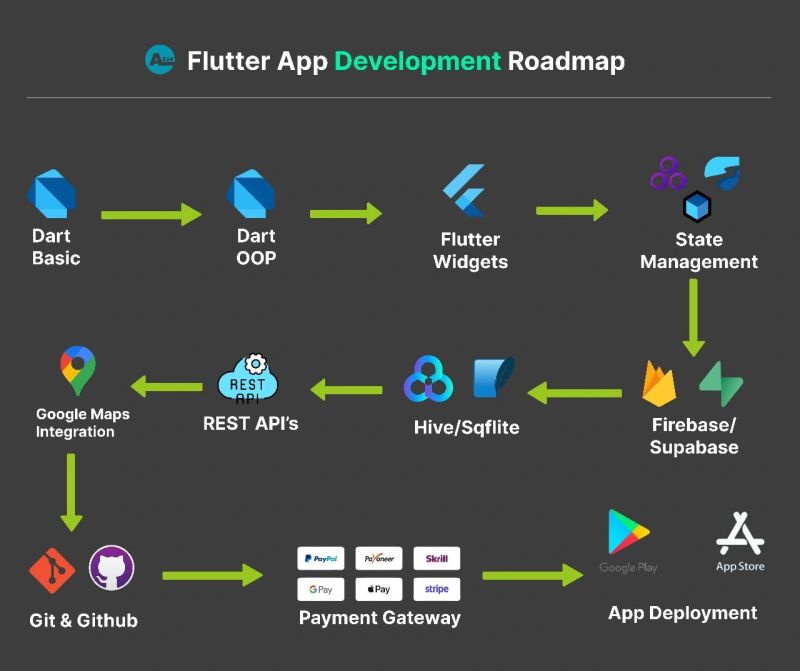 Flutter App Development Roadmap
Dart
Basic
Dart
OOP
Flutter
Widgets
State
Management
Google Maps
Integration
REST
API
REST API's
Hive/Sqflite
Firebase/
Supabase
Git & Github
PayPal
Payoneer
Skrill
G Pay
Pay
stripe
Payment Gateway
Google Play
App Store
App Deployment